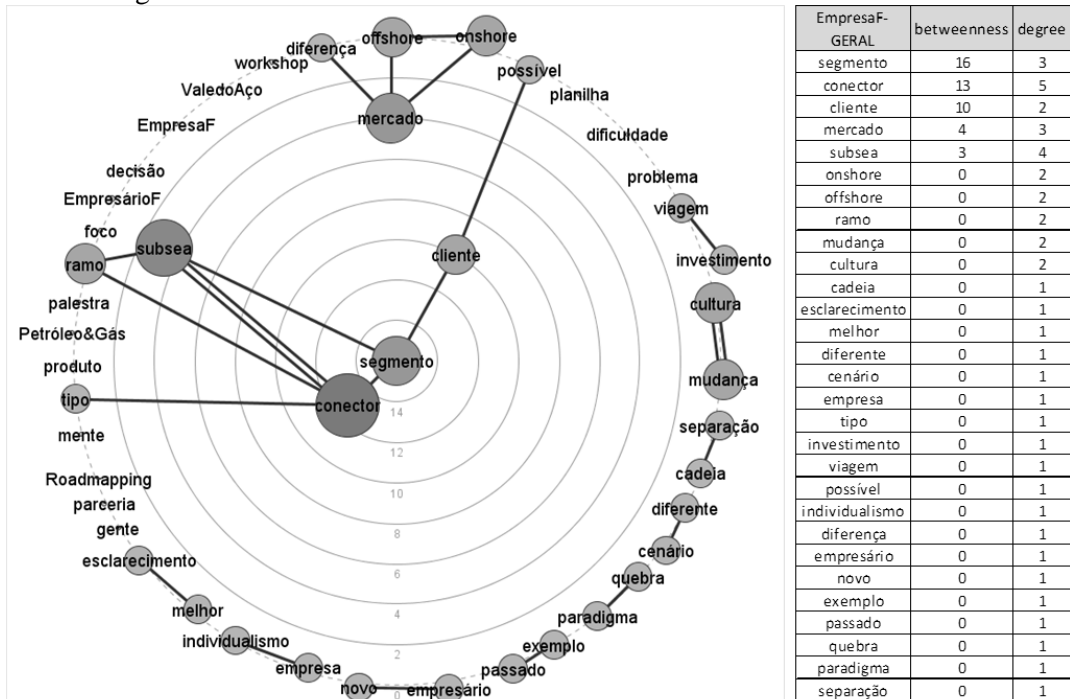 diferença
offshore
onshore
workshop
possível
ValedoAço
planilha
mercado
EmpresaF
dificuldade
decisão
problema
EmpresárioF
viagem
foco
subsea
cliente
ramo
investimento
palestra
cultura
Petróleo&Gás
produto
segmento
mudança
tipo
conector
14
separação
mente
12
cadeia
Roadmapping
10
diferente
parceria
gente
8
cenário
esclarecimento
6
quebra
melhor
4
paradigma
individualismo
exemplo
2
empresa
passado
novo
0
empresário
EmpresaF-GERAL betweenness degree
segmento 16 3
conector 13 5
cliente 10 2
mercado 4 3
subsea 3 4
onshore 0 2
offshore 0 2
ramo 0 2
mudança 0 2
cultura 0 2
cadeia 0 1
esclarecimento 0 1
melhor 0 1
diferente 0 1
cenário 0 1
empresa 0 1
tipo 0 1
investimento 0 1
viagem 0 1
possível 0 1
individualismo 0 1
diferença 0 1
empresário 0 1
novo 0 1
exemplo 0 1
passado 0 1
quebra 0 1
paradigma 0 1
separação 0 1